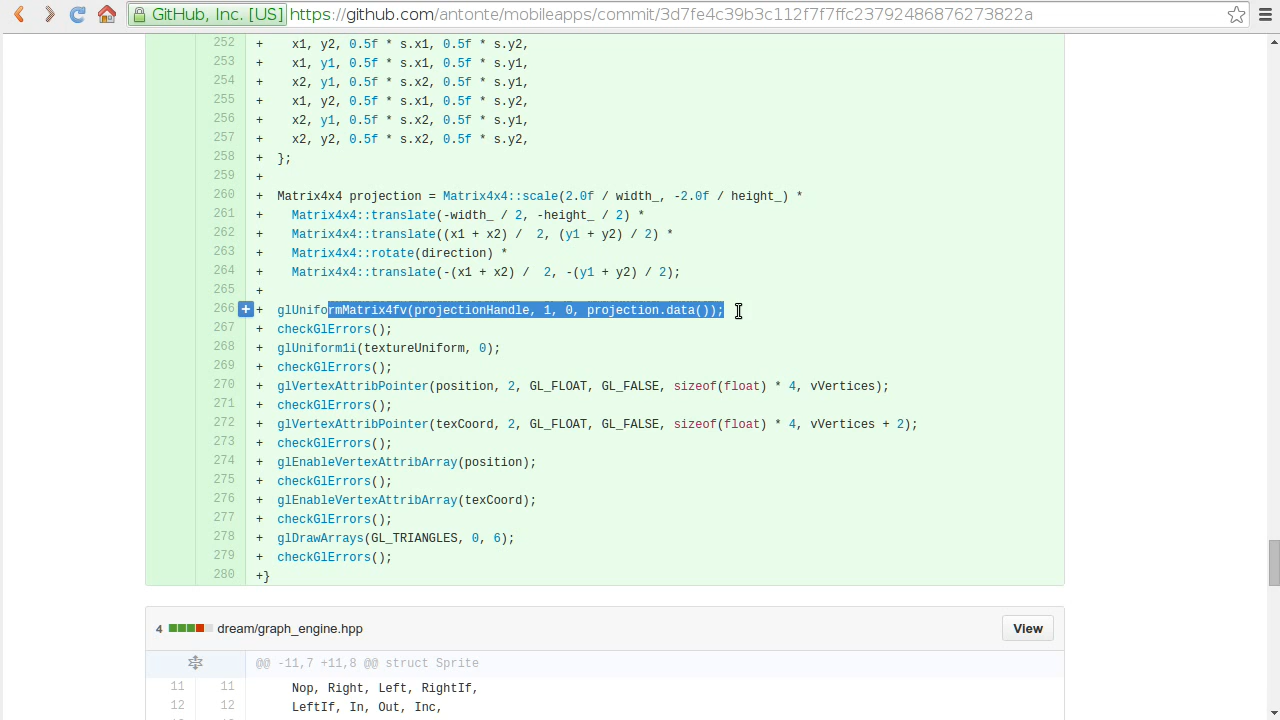 GitHub, Inc. [US] https://github.com/antonte/mobileapps/commit/3d7fe4c39b3c112f7f7ffc23792486876273822a
252 + x1, y2, 0.5f * s.x1, 0.5f * s.y2,
253 + x1, y1, 0.5f * s.x1, 0.5f * s.y1,
254 + x2, y1, 0.5f * s.x2, 0.5f * s.y1,
255 + x1, y2, 0.5f * s.x1, 0.5f * s.y2,
256 + x2, y1, 0.5f * s.x2, 0.5f * s.y1,
257 + x2, y2, 0.5f * s.x2, 0.5f * s.y2,
258 + };
259 +
260 + Matrix4x4 projection = Matrix4x4::scale(2.0f / width_, -2.0f / height_) *
261 + Matrix4x4::translate(-width_ / 2, -height_ / 2) *
262 + Matrix4x4::translate((x1 + x2) /  2, (y1 + y2) / 2) *
263 + Matrix4x4::rotate(direction) *
264 + Matrix4x4::translate(-(x1 + x2) /  2, -(y1 + y2) / 2);
265 +
266 + glUniformMatrix4fv(projectionHandle, 1, 0, projection.data());
267 + checkGlErrors();
268 + glUniform1i(textureUniform, 0);
269 + checkGlErrors();
270 + glVertexAttribPointer(position, 2, GL_FLOAT, GL_FALSE, sizeof(float) * 4, vVertices);
271 + checkGlErrors();
272 + glVertexAttribPointer(texCoord, 2, GL_FLOAT, GL_FALSE, sizeof(float) * 4, vVertices + 2);
273 + checkGlErrors();
274 + glEnableVertexAttribArray(position);
275 + checkGlErrors();
276 + glEnableVertexAttribArray(texCoord);
277 + checkGlErrors();
278 + glDrawArrays(GL_TRIANGLES, 0, 6);
279 + checkGlErrors();
280 +}
4 dream/graph_engine.hpp View
@@ -11,7 +11,8 @@ struct Sprite
11 11 Nop, Right, Left, RightIf,
12 12 LeftIf, In, Out, Inc,